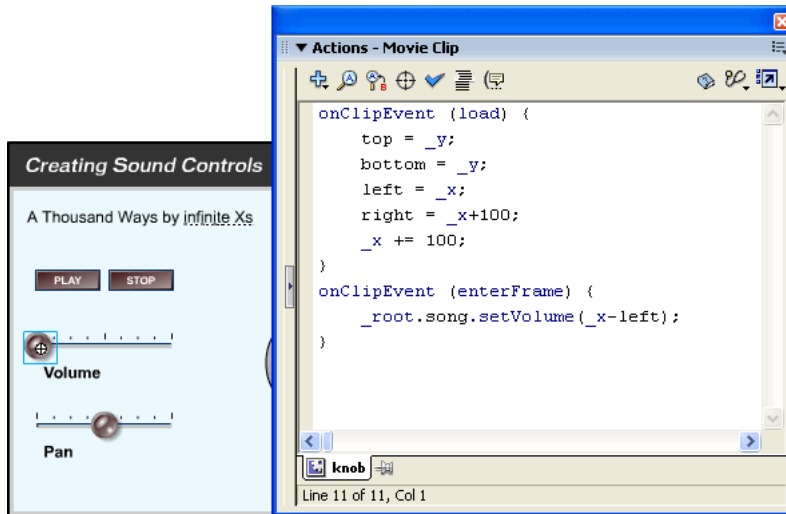 Actions - Movie Clip
onClipEvent (load) {
top = _y;
bottom = _y;
left = _x;
right = _x+100;
_x += 100;
}
onClipEvent (enterFrame) {
_root.song.setVolume(_x-left);
}
knob
Line 11 of 11, Col 1
Creating Sound Controls
A Thousand Ways by infinite Xs
PLAY STOP
Volume
Pan